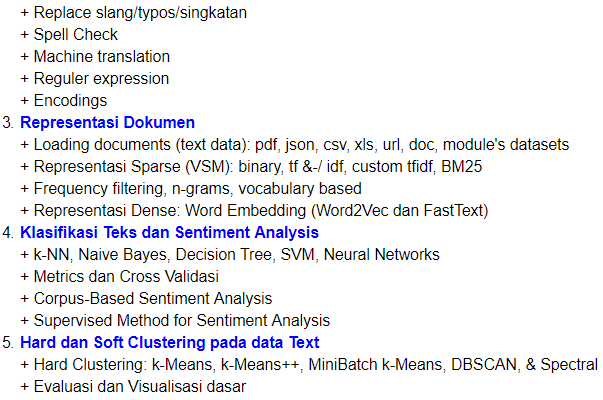 + Replace slang/typos/singkatan
+ Spell Check
+ Machine translation
+ Reguler expression
+ Encodings
3. Representasi Dokumen
+ Loading documents (text data): pdf, json, csv, xls, url, doc, module's datasets
+ Representasi Sparse (VSM): binary, tf &-/ idf, custom tfidf, BM25
+ Frequency filtering, n-grams, vocabulary based
+ Representasi Dense: Word Embedding (Word2Vec dan FastText)
4. Klasifikasi Teks dan Sentiment Analysis
+ k-NN, Naive Bayes, Decision Tree, SVM, Neural Networks
+ Metrics dan Cross Validasi
+ Corpus-Based Sentiment Analysis
+ Supervised Method for Sentiment Analysis
5. Hard dan Soft Clustering pada data Text
+ Hard Clustering: k-Means, k-Means++, MiniBatch k-Means, DBSCAN, & Spectral
+ Evaluasi dan Visualisasi dasar